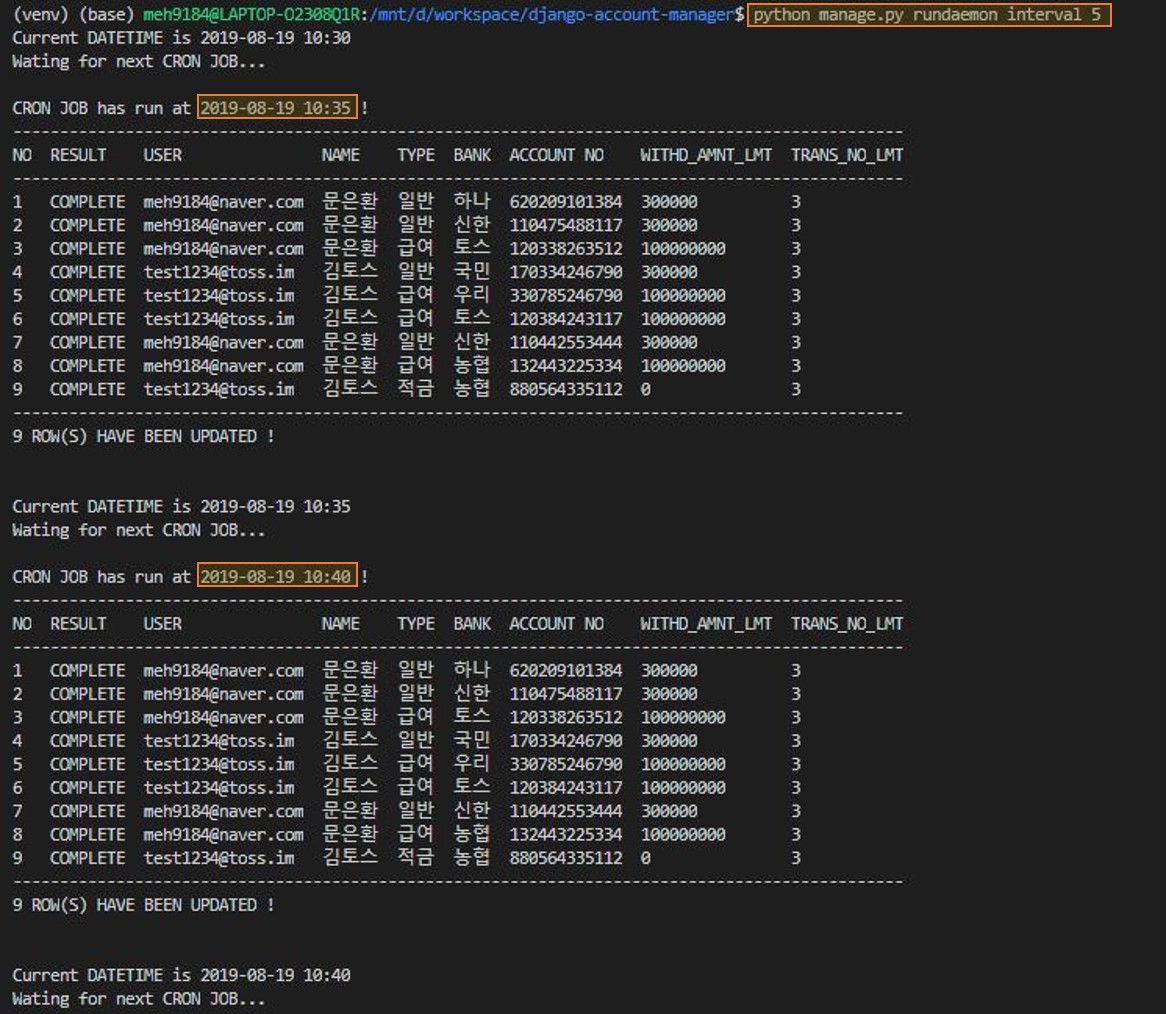 (venv) (base) meh9184@LAPTOP-O2308Q1R:/mnt/d/workspace/django-account-manager$ python manage.py rundaemon interval 5
Current DATETIME is 2019-08-19 10:30
Wating for next CRON JOB...
CRON JOB has run at 2019-08-19 10:35 !
-----------------------------------------------------------------------------------------------
NO RESULT USER NAME TYPE BANK ACCOUNT NO WITHD_AMNT_LMT TRANS_NO_LMT
-----------------------------------------------------------------------------------------------
1 COMPLETE meh9184@naver.com 문은환 일반 하나 620209101384 300000 3
2 COMPLETE meh9184@naver.com 문은환 일반 신한 110475488117 300000 3
3 COMPLETE meh9184@naver.com 문은환 급여 토스 120338263512 100000000 3
4 COMPLETE test1234@toss.im 김토스 일반 국민 170334246790 300000 3
5 COMPLETE test1234@toss.im 김토스 급여 우리 330785246790 100000000 3
6 COMPLETE test1234@toss.im 김토스 급여 토스 120384243117 100000000 3
7 COMPLETE meh9184@naver.com 문은환 일반 신한 110442553444 300000 3
8 COMPLETE meh9184@naver.com 문은환 급여 농협 132443225334 100000000 3
9 COMPLETE test1234@toss.im 김토스 적금 농협 880564335112 0 3
-----------------------------------------------------------------------------------------------
9 ROW(S) HAVE BEEN UPDATED !
Current DATETIME is 2019-08-19 10:35
Wating for next CRON JOB...
CRON JOB has run at 2019-08-19 10:40 !
-----------------------------------------------------------------------------------------------
NO RESULT USER NAME TYPE BANK ACCOUNT NO WITHD_AMNT_LMT TRANS_NO_LMT
-----------------------------------------------------------------------------------------------
1 COMPLETE meh9184@naver.com 문은환 일반 하나 620209101384 300000 3
2 COMPLETE meh9184@naver.com 문은환 일반 신한 110475488117 300000 3
3 COMPLETE meh9184@naver.com 문은환 급여 토스 120338263512 100000000 3
4 COMPLETE test1234@toss.im 김토스 일반 국민 170334246790 300000 3
5 COMPLETE test1234@toss.im 김토스 급여 우리 330785246790 100000000 3
6 COMPLETE test1234@toss.im 김토스 급여 토스 120384243117 100000000 3
7 COMPLETE meh9184@naver.com 문은환 일반 신한 110442553444 300000 3
8 COMPLETE meh9184@naver.com 문은환 급여 농협 132443225334 100000000 3
9 COMPLETE test1234@toss.im 김토스 적금 농협 880564335112 0 3
-----------------------------------------------------------------------------------------------
9 ROW(S) HAVE BEEN UPDATED !
Current DATETIME is 2019-08-19 10:40
Wating for next CRON JOB...